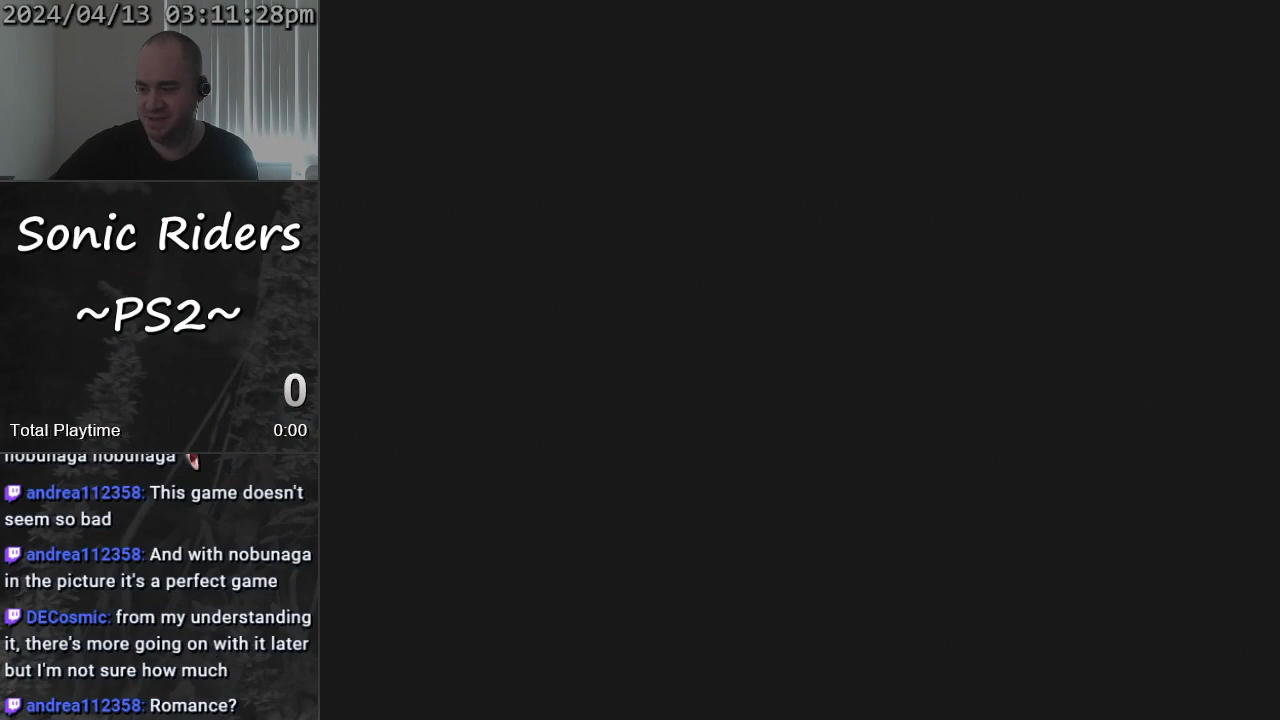 2024/04/13 03:11:28pm
Sonic Riders
~PS2~
0
Total Playtime 0:00
nobunaga nobunaga
andrea112358: This game doesn't
seem so bad
andrea112358: And with nobunaga
in the picture it's a perfect game
DECosmic: from my understanding
it, there's more going on with it later
but I'm not sure how much
andrea112358: Romance?